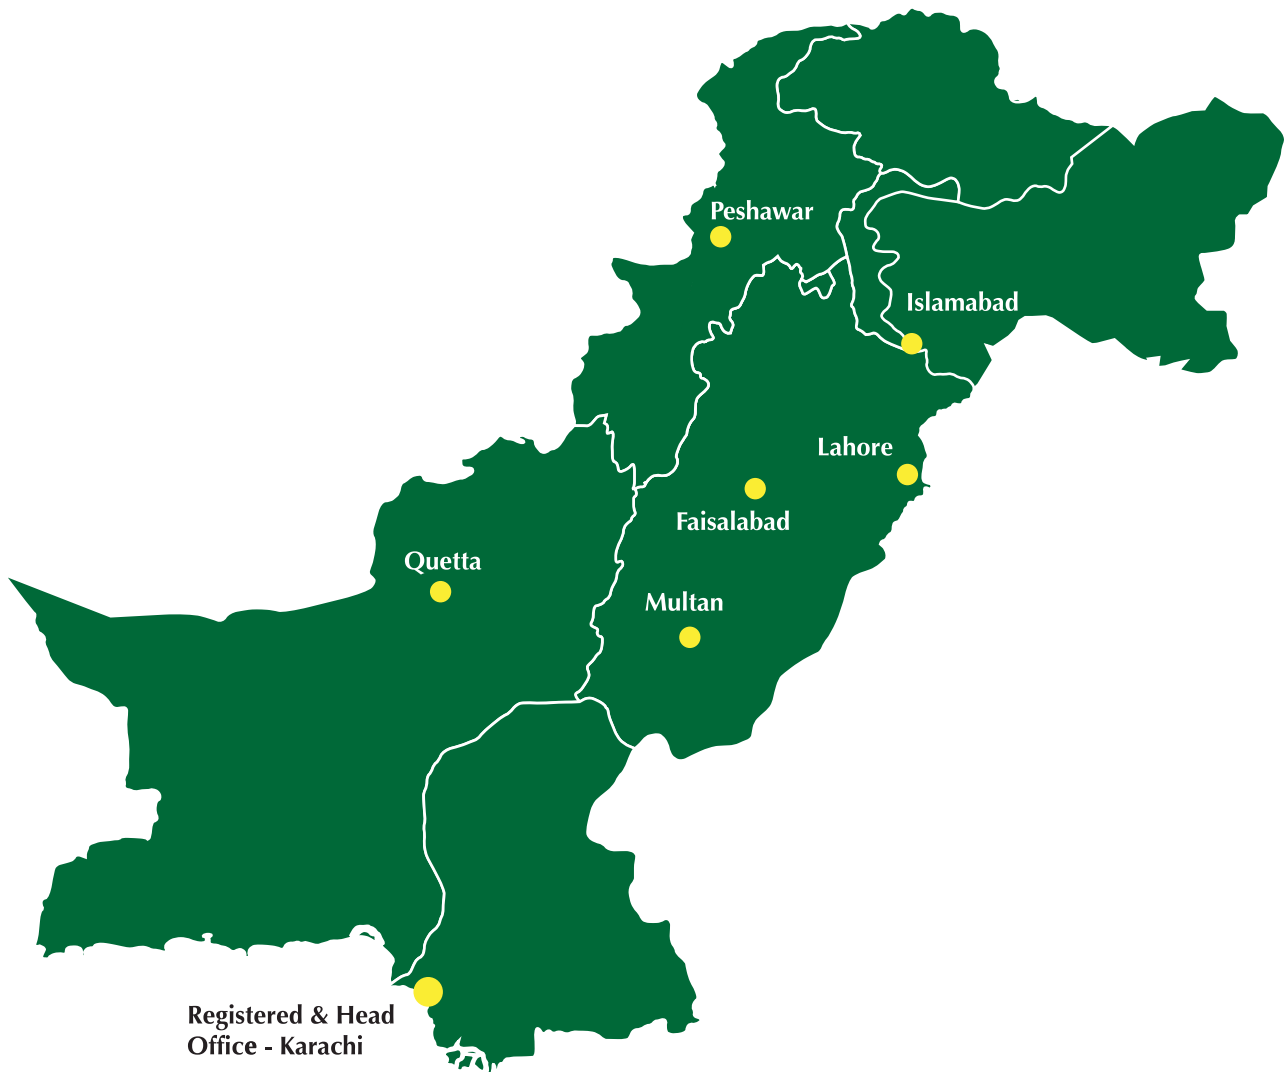 Peshawar
Islamabad
Lahore
Faisalabad
Quetta
Multan
Registered & Head
Office - Karachi